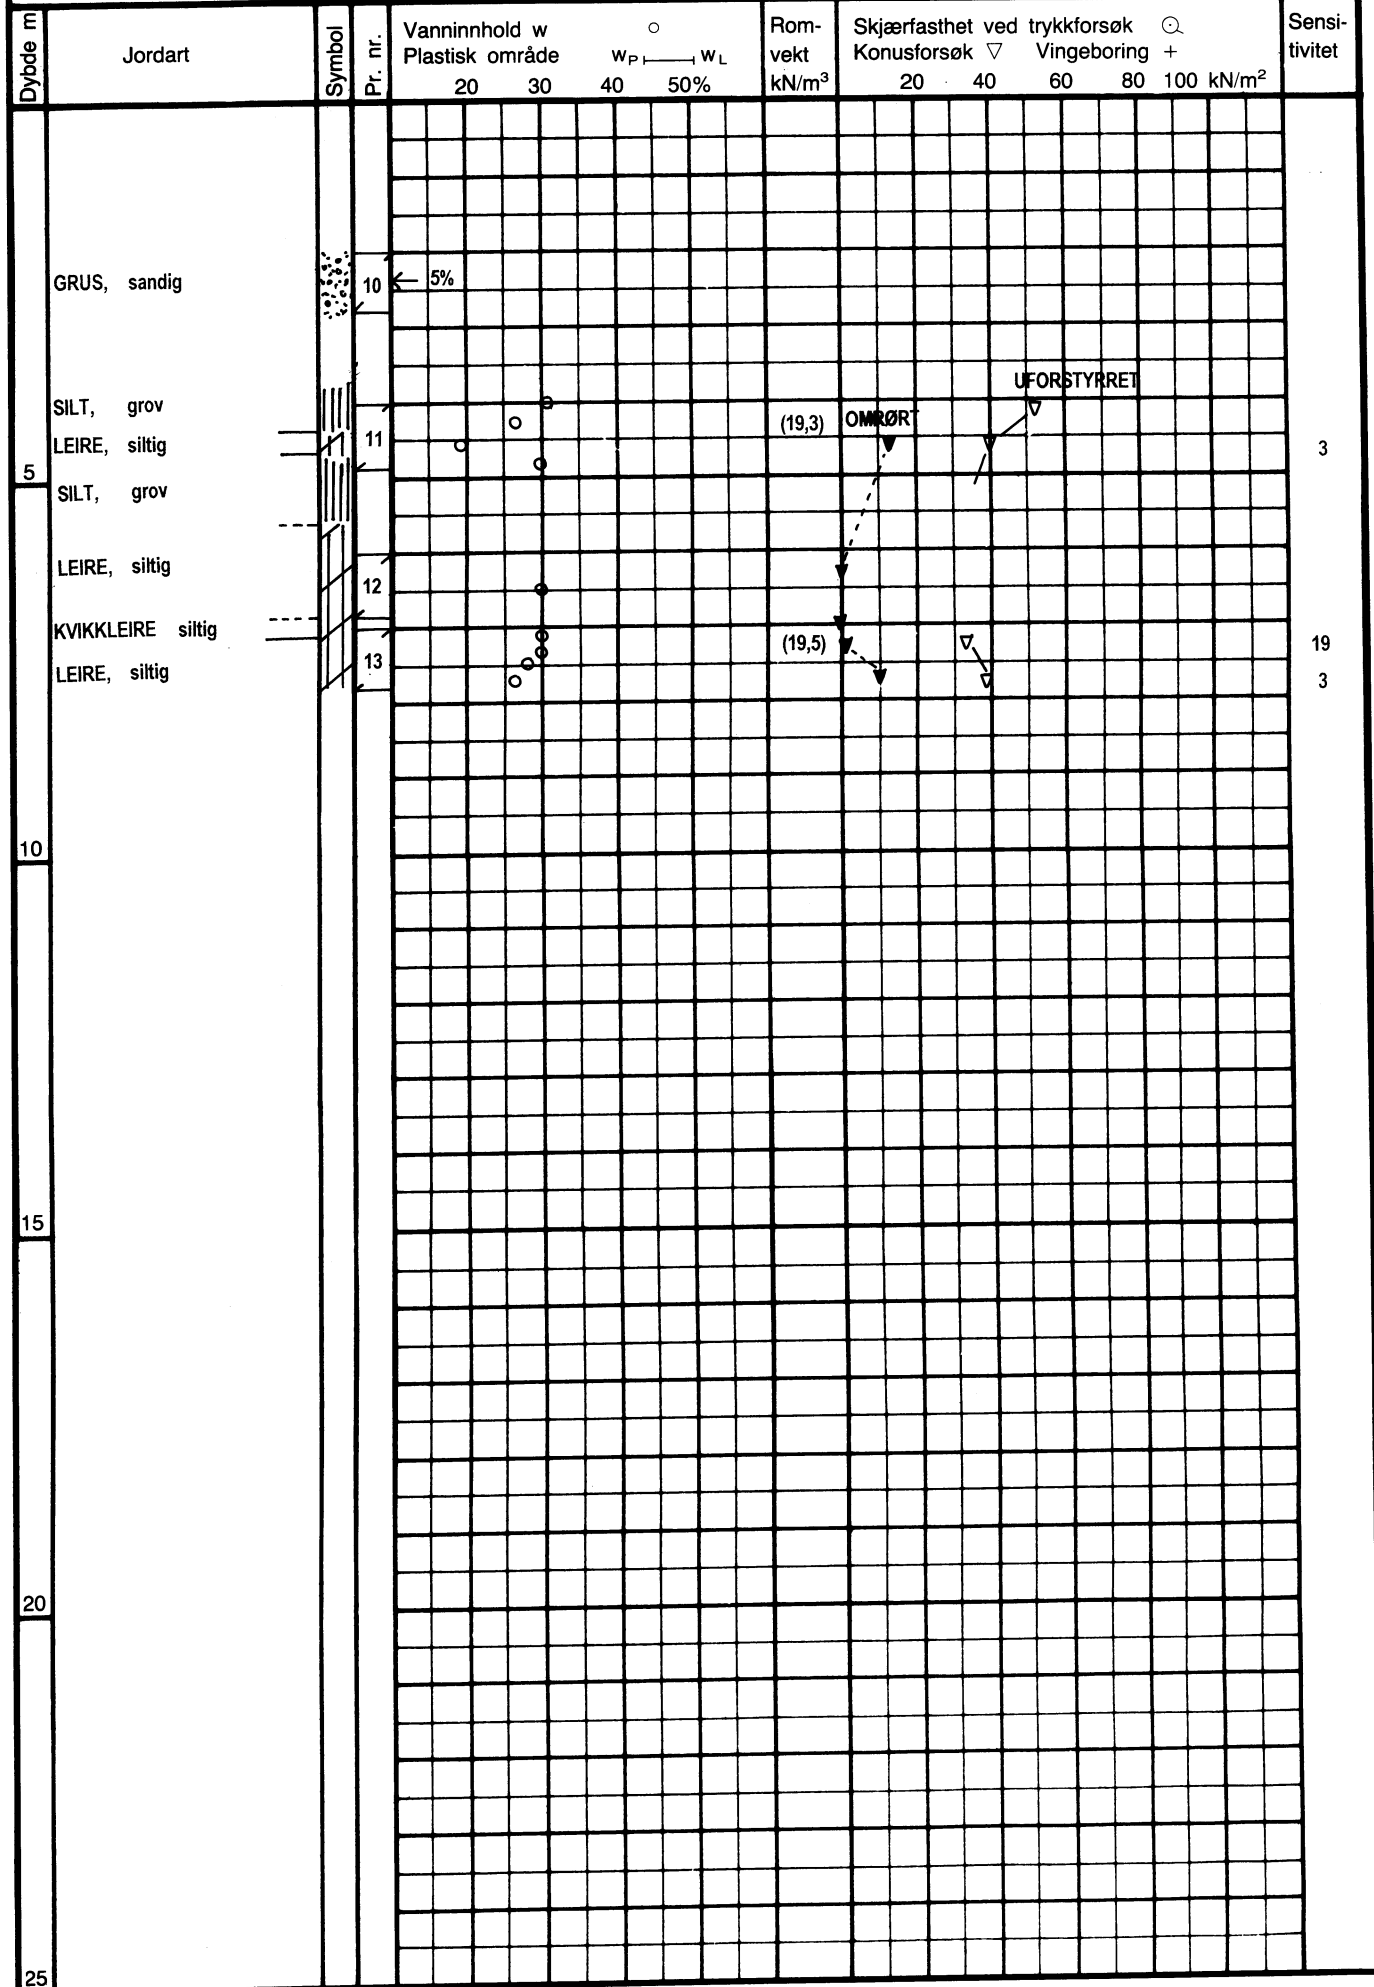 Dybde m
Jordart
Symbol
Pr. nr.
Vanninnhold w
Plastisk område wP wL
20 30 40 50%
Rom-
vekt
kN/m³
Skjærfasthet ved trykkforsøk
Konusforsøk ▽ Vingeboring +
20 40 60 80 100 kN/m²
Sensi-
tivitet
GRUS, sandig
10
5%
UFORSTYRRET
SILT, grov
(19,3)
OMRØRT
11
LEIRE, siltig
3
5
SILT, grov
LEIRE, siltig
12
KVIKKLEIRE siltig
(19,5)
19
13
LEIRE, siltig
3
10
15
20
25